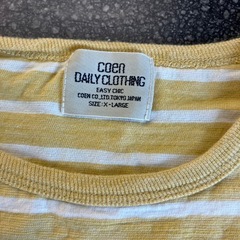 coen
DAILY CLOTHING
EASY CHIC
COEN CO.,LTD.TOKYO JAPAN
SIZE:X-LARGE